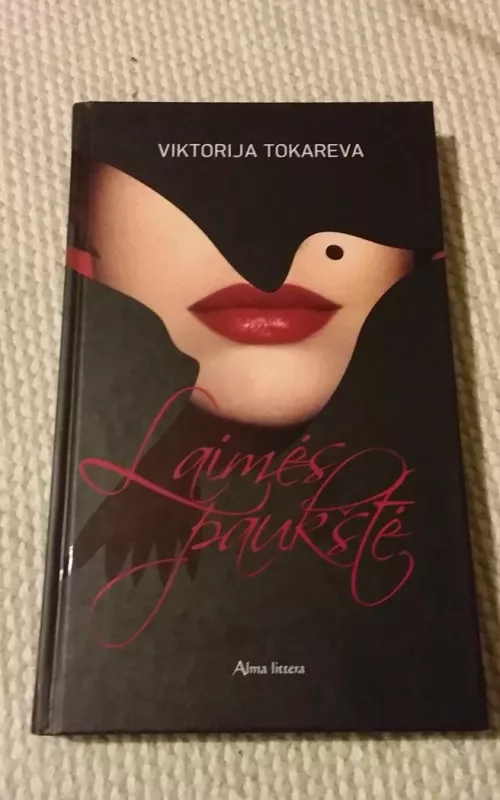 VIKTORIJA TOKAREVA
Laimės
paukštė
Alma littera